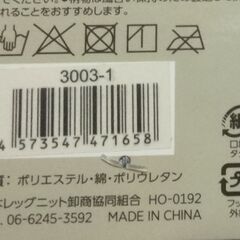 れることをおすすめします。
3003-1
4 573547 471658
質: ポリエステル・綿・ポリウレタン
レッグニット卸商協同組合 HO-0192
L 06-6245-3592 MADE IN CHINA